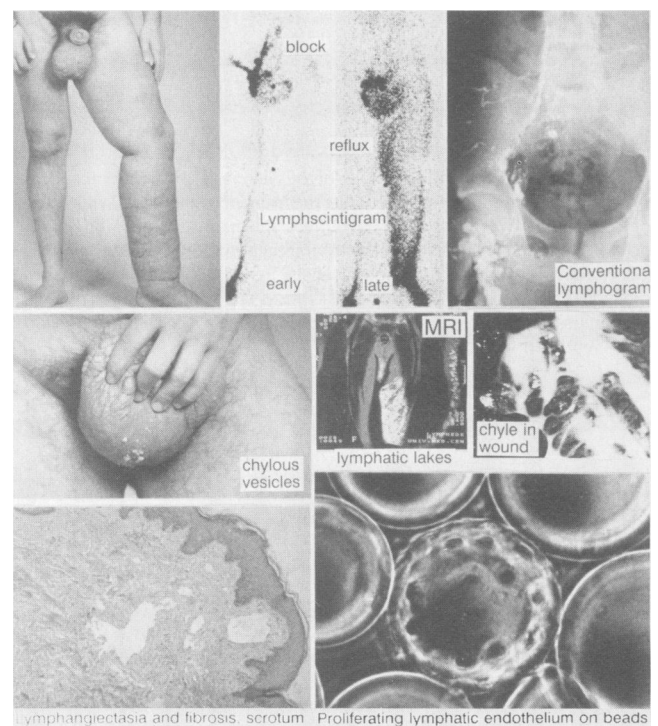 block
reflux
Lymphscintigram
early
late
Conventiona
lymphogram
MRI
chylous
vesicles
lymphatic lakes
chyle in
wound
Lymphangiectasia and fibrosis, scrotum
Proliferating lymphatic endothelium on beads